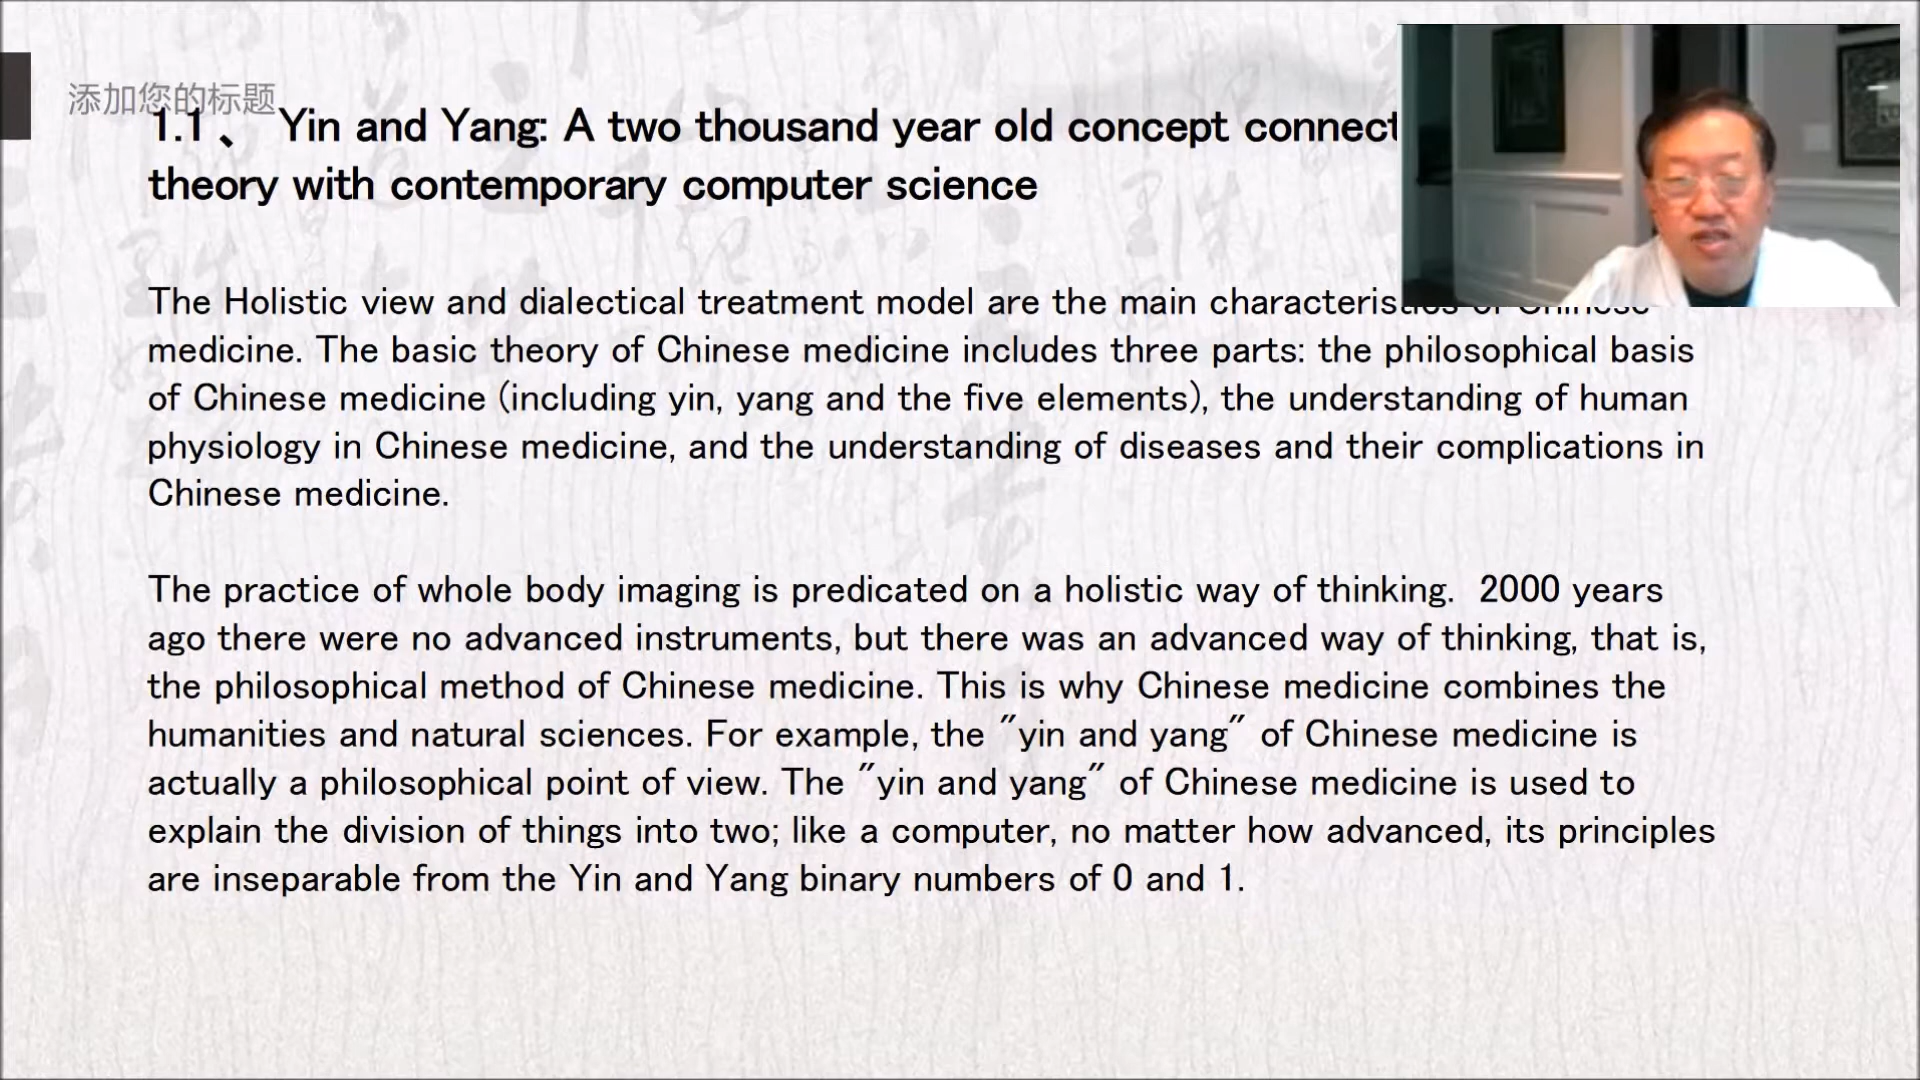 添加您的标题
1.1、 Yin and Yang: A two thousand year old concept connect
theory with contemporary computer science
The Holistic view and dialectical treatment model are the main characteristics of Chinese
medicine. The basic theory of Chinese medicine includes three parts: the philosophical basis
of Chinese medicine (including yin, yang and the five elements), the understanding of human
physiology in Chinese medicine, and the understanding of diseases and their complications in
Chinese medicine.
The practice of whole body imaging is predicated on a holistic way of thinking.  2000 years
ago there were no advanced instruments, but there was an advanced way of thinking, that is,
the philosophical method of Chinese medicine. This is why Chinese medicine combines the
humanities and natural sciences. For example, the "yin and yang" of Chinese medicine is
actually a philosophical point of view. The "yin and yang" of Chinese medicine is used to
explain the division of things into two; like a computer, no matter how advanced, its principles
are inseparable from the Yin and Yang binary numbers of 0 and 1.